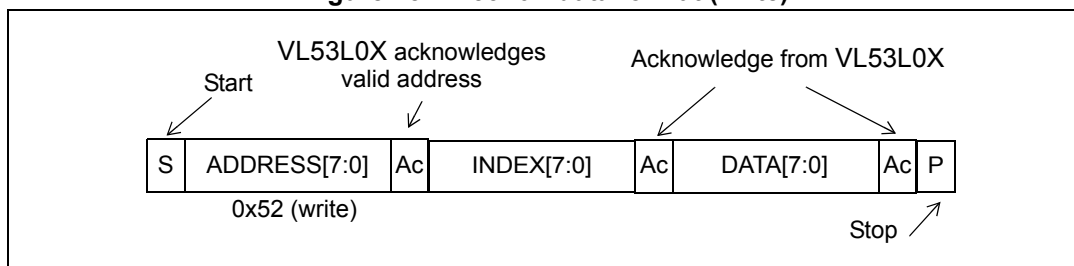 VL53L0X acknowledges
valid address
Acknowledge from VL53L0X
Start
S ADDRESS[7:0] Ac INDEX[7:0] Ac DATA[7:0] Ac P
0x52 (write)
Stop